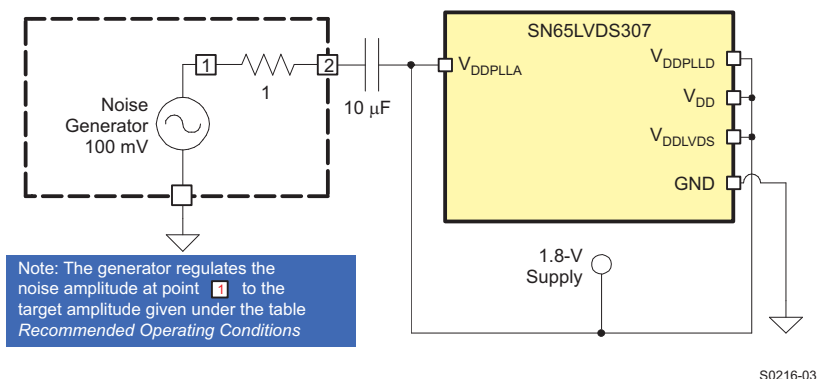 SN65LVDS307
1
2
VDDPLLA
VDDPLLD
VDD
VDDLVDS
GND
1
10 μF
Noise
Generator
100 mV
1.8-V
Supply
Note: The generator regulates the
noise amplitude at point 1 to the
target amplitude given under the table
Recommended Operating Conditions
S0216-03